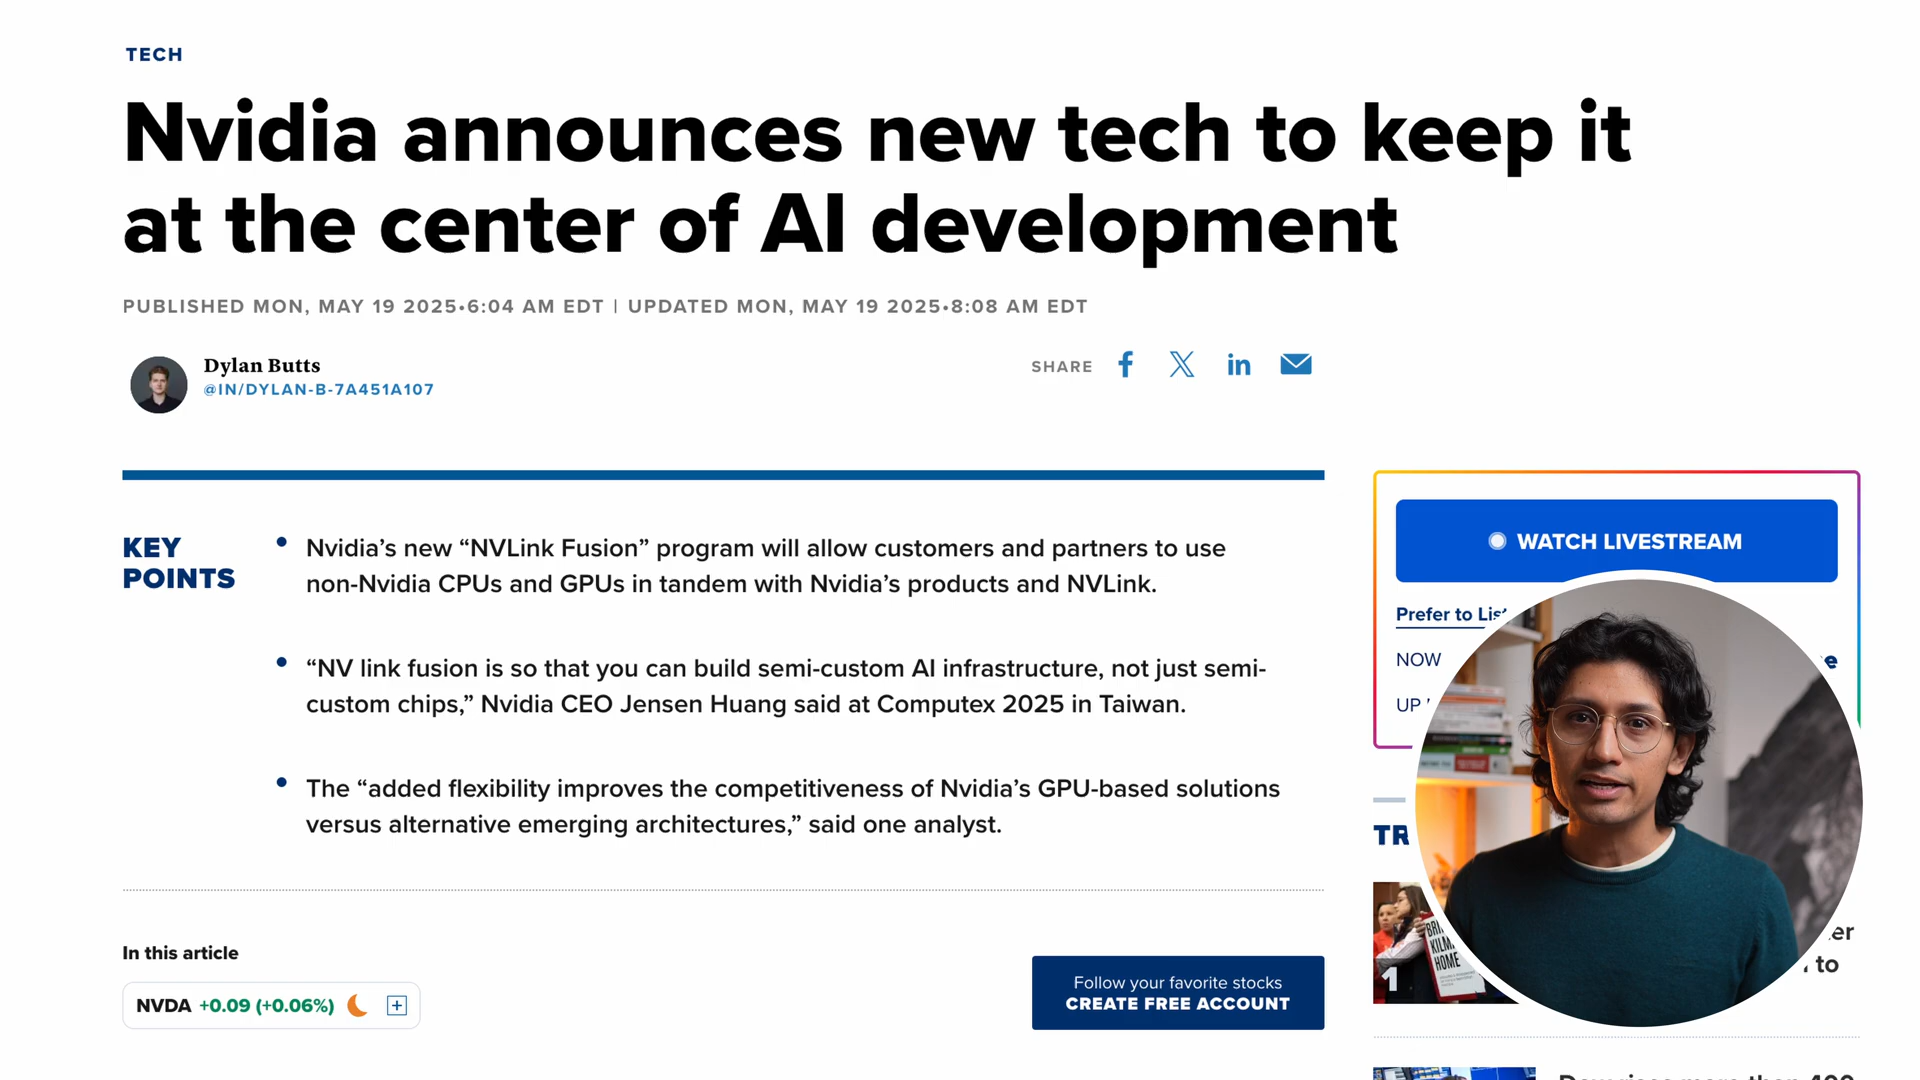 TECH
Nvidia announces new tech to keep it
at the center of AI development
PUBLISHED MON, MAY 19 2025•6:04 AM EDT | UPDATED MON, MAY 19 2025•8:08 AM EDT
Dylan Butts
@IN/DYLAN-B-7A451A107
SHARE
KEY
POINTS
Nvidia’s new “NVLink Fusion” program will allow customers and partners to use
non-Nvidia CPUs and GPUs in tandem with Nvidia’s products and NVLink.
“NV link fusion is so that you can build semi-custom AI infrastructure, not just semi-
custom chips,” Nvidia CEO Jensen Huang said at Computex 2025 in Taiwan.
The “added flexibility improves the competitiveness of Nvidia’s GPU-based solutions
versus alternative emerging architectures,” said one analyst.
In this article
NVDA +0.09 (+0.06%)
Follow your favorite stocks
CREATE FREE ACCOUNT
WATCH LIVESTREAM
Prefer to
NOW
UP
1
HOME
to